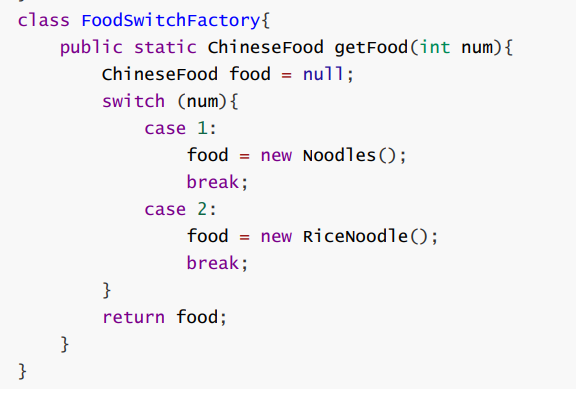 class FoodSwitchFactory{
    public static ChineseFood getFood(int num){
        ChineseFood food = null;
        switch (num){
            case 1:
                food = new Noodles();
                break;
            case 2:
                food = new RiceNoodle();
                break;
        }
        return food;
    }
}